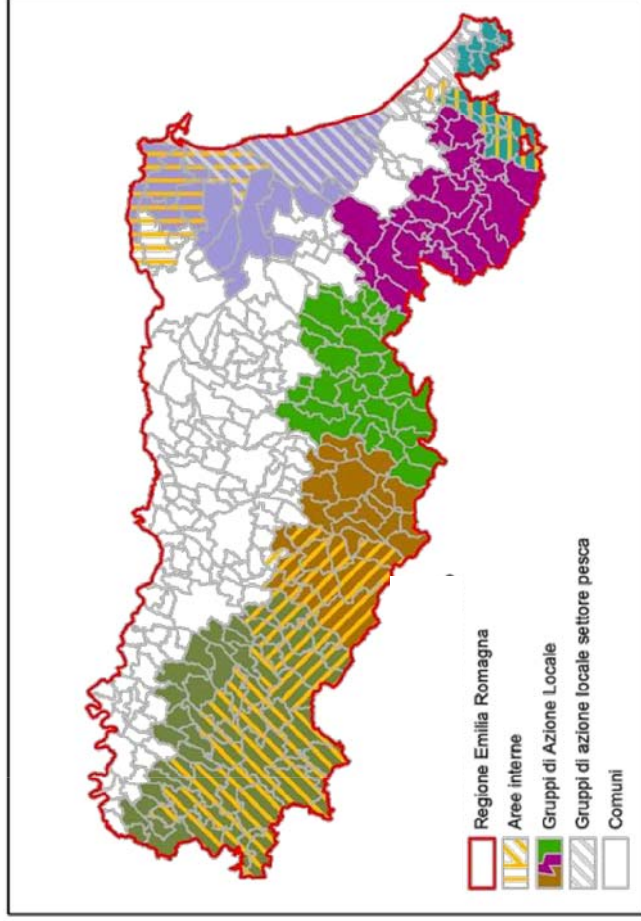 Regione Emilia Romagna
Aree interne
Gruppi di Azione Locale
Gruppi di azione locale settore pesca
Comuni